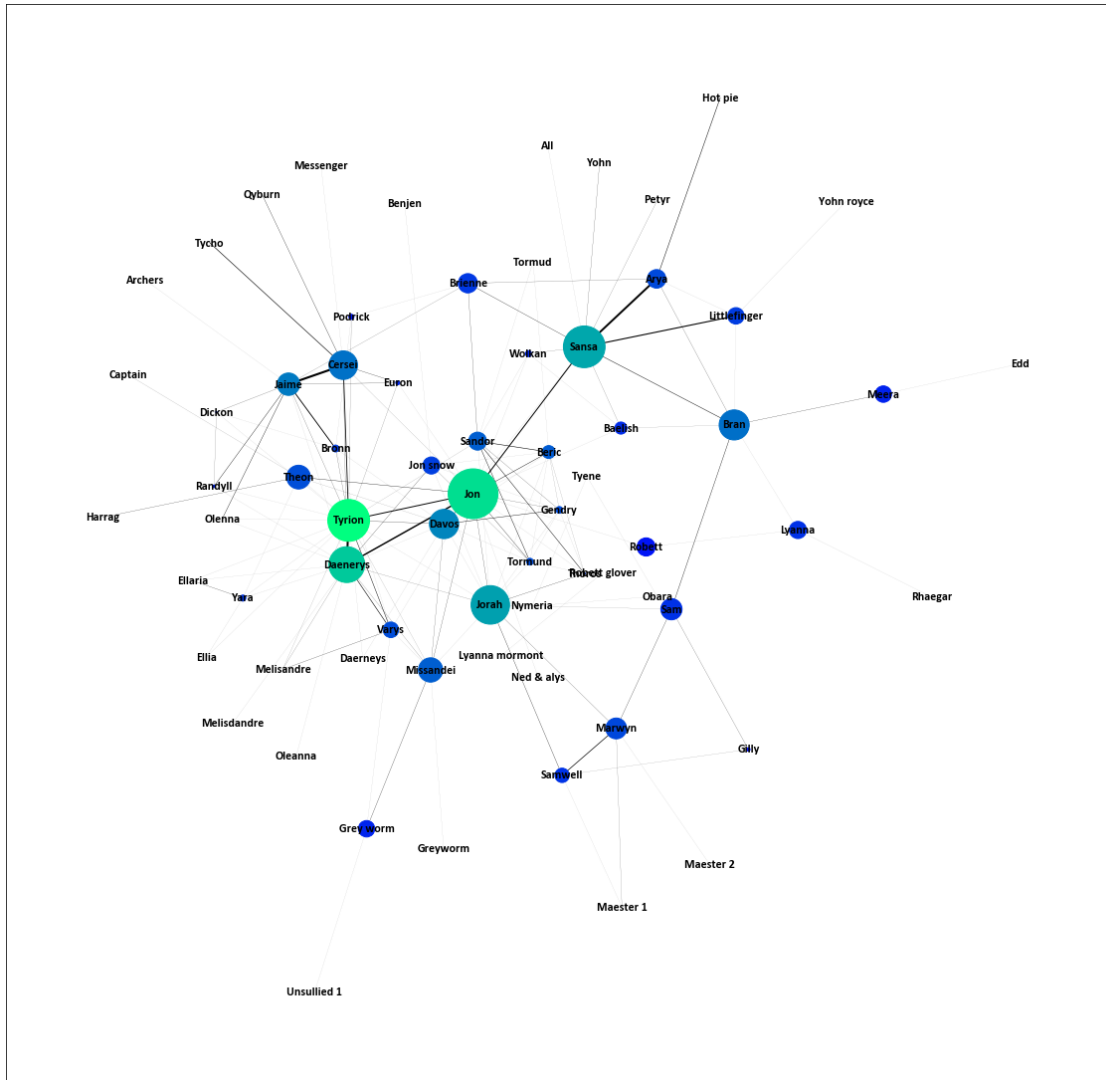 Hot pie
All
Yohn
Messenger
Qyburn
Petyr
Yohn royce
Benjen
Tycho
Tormud
Archers
Arya
Brienne
Podrick
Littlefinger
Sansa
Wolkan
Edd
Cersei
Captain
Jaime
Euron
Meera
Dickon
Bran
Baelish
Sandor
Bronn
Beric
Jon snow
Theon
Tyene
Randyll
Jon
Gendry
Harrag
Olenna
Tyrion
Davos
Lyanna
Robett
Tormund
Daenerys
Robert glover
Ellaria
Obara
Rhaegar
Yara
Jorah
Nymeria
Sam
Varys
Ellia
Daerneys
Lyanna mormont
Melisandre
Missandei
Ned & alys
Melisdandre
Marwyn
Gilly
Oleanna
Samwell
Grey worm
Greyworm
Maester 2
Maester 1
Unsullied 1